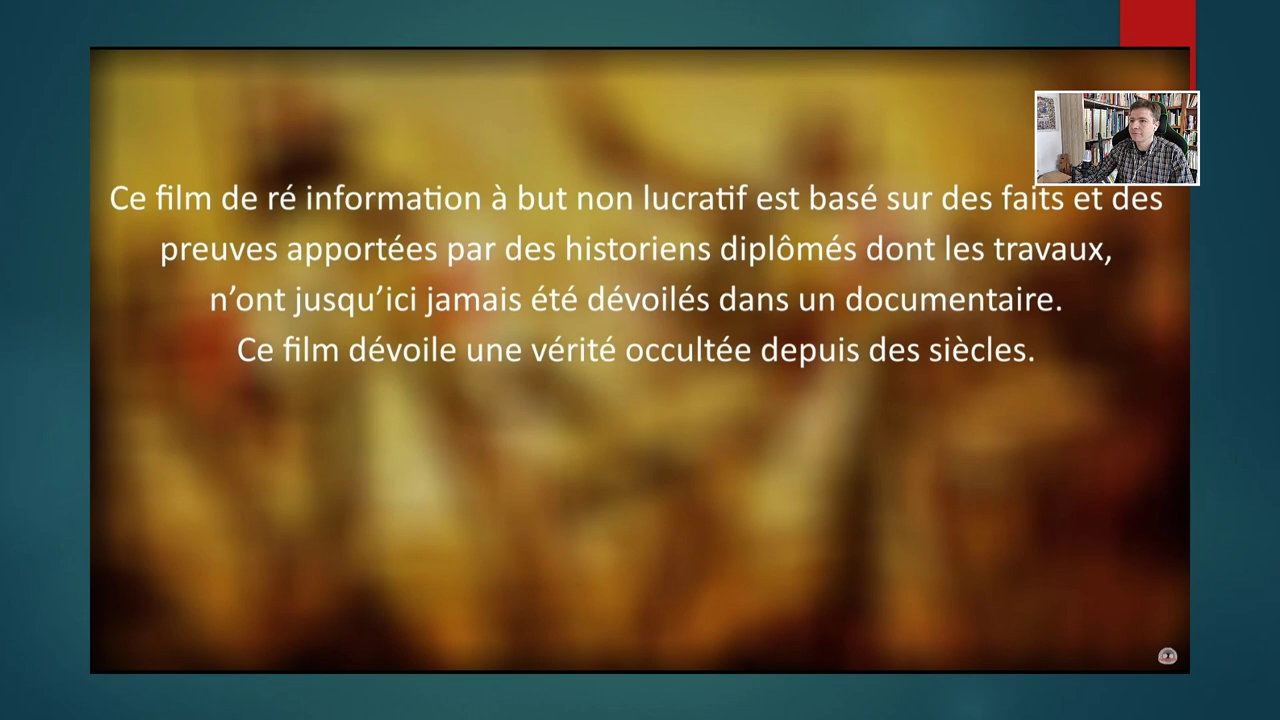 Ce film de ré information à but non lucratif est basé sur des faits et des
preuves apportées par des historiens diplômés dont les travaux,
n’ont jusqu’ici jamais été dévoilés dans un documentaire.
Ce film dévoile une vérité occultée depuis des siècles.